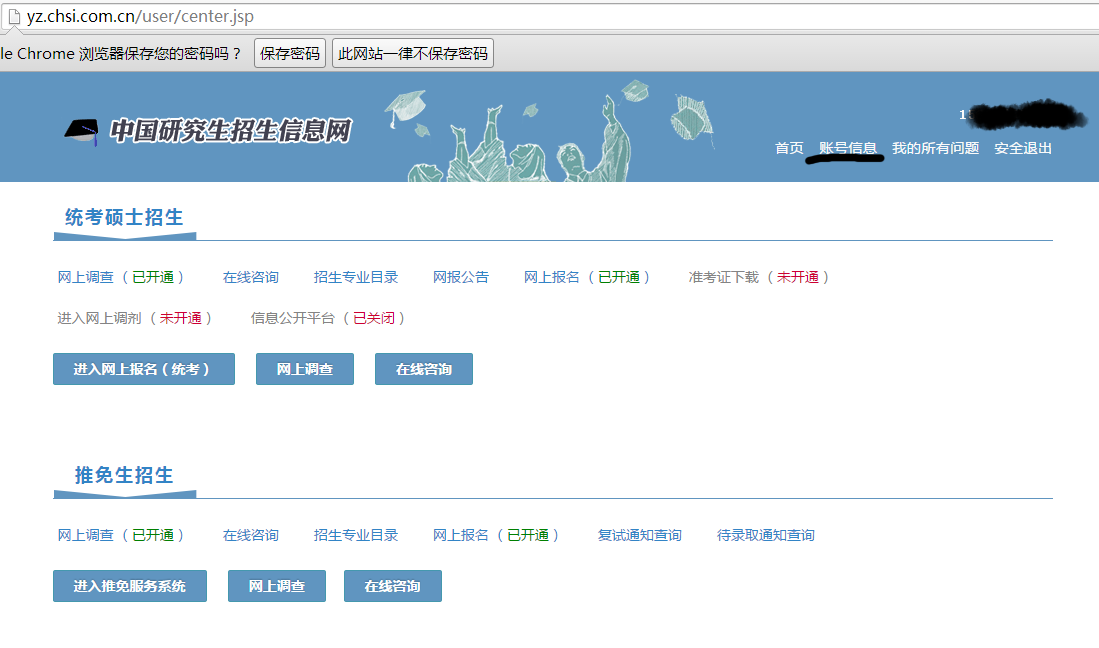 yz.chsi.com.cn/user/center.jsp
le Chrome 浏览器保存您的密码吗？ 保存密码 此网站一律不保存密码
中国研究生招生信息网
首页 账号信息 我的所有问题 安全退出
统考硕士招生
网上调查（已开通） 在线咨询 招生专业目录 网报公告 网上报名（已开通） 准考证下载（未开通）
进入网上调剂（未开通） 信息公开平台（已关闭）
进入网上报名（统考） 网上调查 在线咨询
推免生招生
网上调查（已开通） 在线咨询 招生专业目录 网上报名（已开通） 复试通知查询 待录取通知查询
进入推免服务系统 网上调查 在线咨询